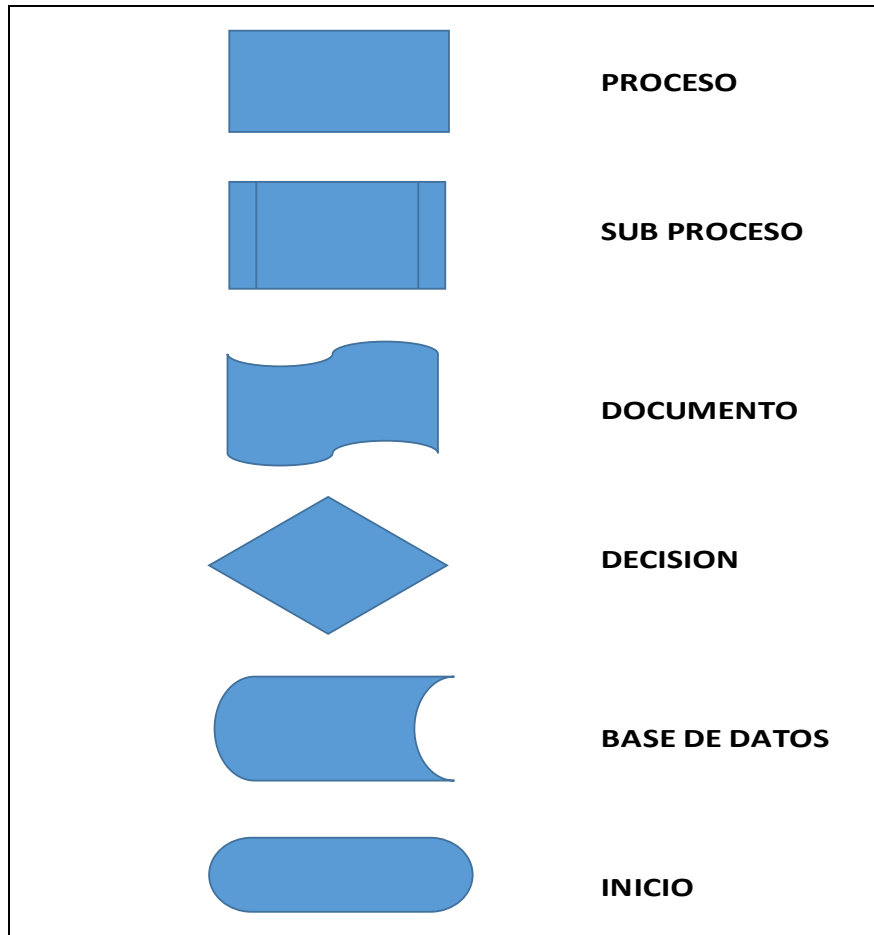 PROCESO
SUB PROCESO
DOCUMENTO
DECISION
BASE DE DATOS
INICIO